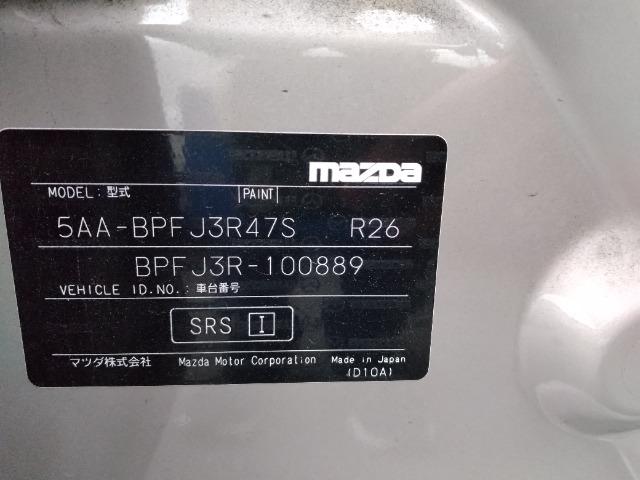 mazda
MODEL:型式 PAINT
5AA-BPFJ3R47S R26
BPFJ3R-100889
VEHICLE ID.NO.:車台番号
SRS I
マツダ株式会社 Mazda Motor Corporation Made in Japan
(D10A)